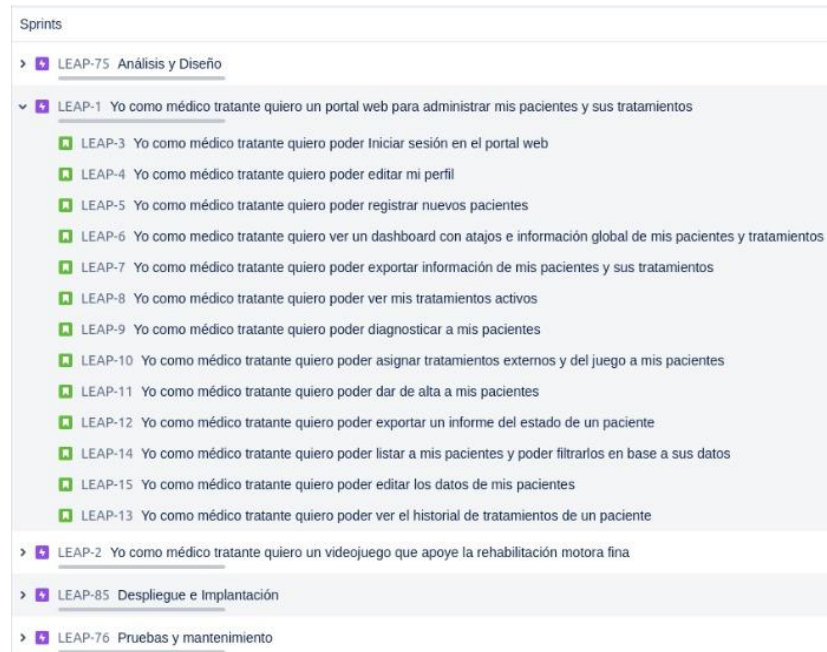 Sprints
LEAP-75 Análisis y Diseño
LEAP-1 Yo como médico tratante quiero un portal web para administrar mis pacientes y sus tratamientos
LEAP-3 Yo como médico tratante quiero poder Iniciar sesión en el portal web
LEAP-4 Yo como médico tratante quiero poder editar mi perfil
LEAP-5 Yo como médico tratante quiero poder registrar nuevos pacientes
LEAP-6 Yo como medico tratante quiero ver un dashboard con atajos e información global de mis pacientes y tratamientos
LEAP-7 Yo como médico tratante quiero poder exportar información de mis pacientes y sus tratamientos
LEAP-8 Yo como médico tratante quiero poder ver mis tratamientos activos
LEAP-9 Yo como médico tratante quiero poder diagnosticar a mis pacientes
LEAP-10 Yo como médico tratante quiero poder asignar tratamientos externos y del juego a mis pacientes
LEAP-11 Yo como médico tratante quiero poder dar de alta a mis pacientes
LEAP-12 Yo como médico tratante quiero poder exportar un informe del estado de un paciente
LEAP-14 Yo como médico tratante quiero poder listar a mis pacientes y poder filtrarlos en base a sus datos
LEAP-15 Yo como médico tratante quiero poder editar los datos de mis pacientes
LEAP-13 Yo como médico tratante quiero poder ver el historial de tratamientos de un paciente
LEAP-2 Yo como médico tratante quiero un videojuego que apoye la rehabilitación motora fina
LEAP-85 Despliegue e Implantación
LEAP-76 Pruebas y mantenimiento